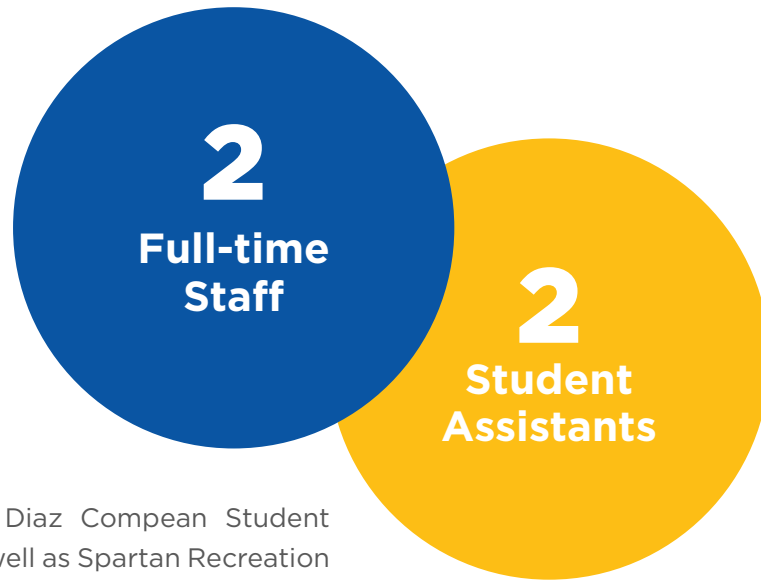 2
Full-time
Staff
2
Student
Assistants
Diaz Compean Student
well as Spartan Recreation